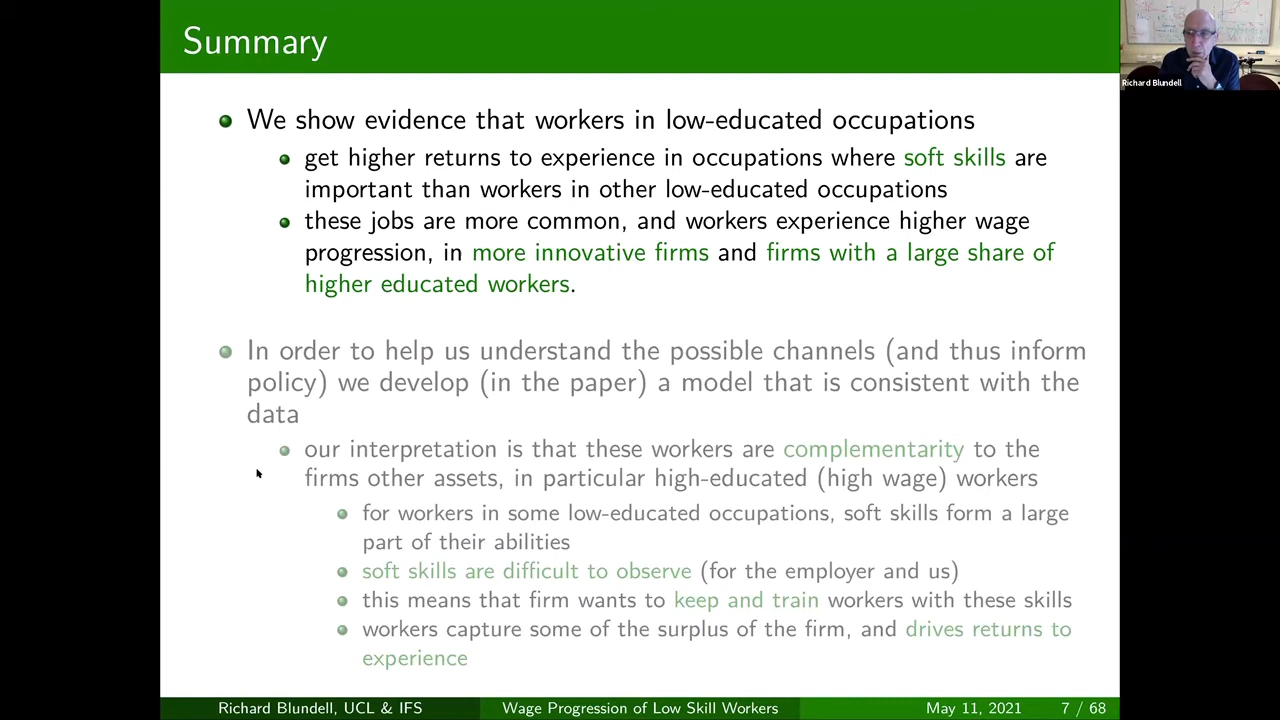 Summary
Richard Blundell
We show evidence that workers in low-educated occupations
get higher returns to experience in occupations where soft skills are
important than workers in other low-educated occupations
these jobs are more common, and workers experience higher wage
progression, in more innovative firms and firms with a large share of
higher educated workers.
In order to help us understand the possible channels (and thus inform
policy) we develop (in the paper) a model that is consistent with the
data
our interpretation is that these workers are complementarity to the
firms other assets, in particular high-educated (high wage) workers
for workers in some low-educated occupations, soft skills form a large
part of their abilities
soft skills are difficult to observe (for the employer and us)
this means that firm wants to keep and train workers with these skills
workers capture some of the surplus of the firm, and drives returns to
experience
Richard Blundell, UCL & IFS Wage Progression of Low Skill Workers May 11, 2021 7 / 68